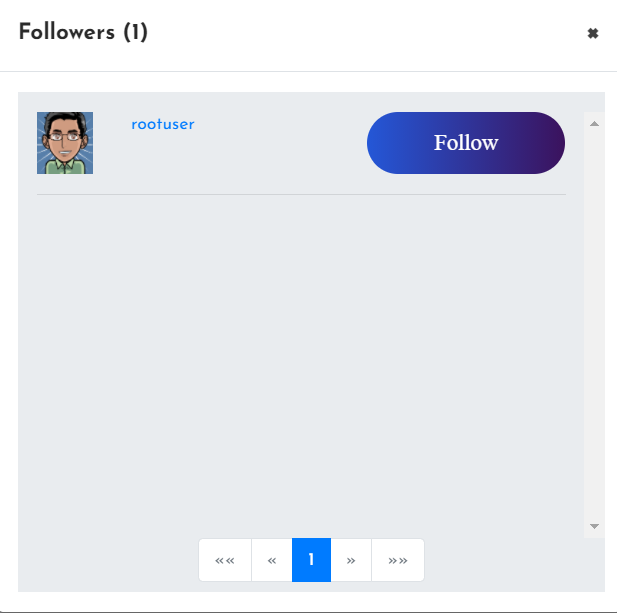 Followers (1) ✖
rootuser
Follow
«« « 1 » »»